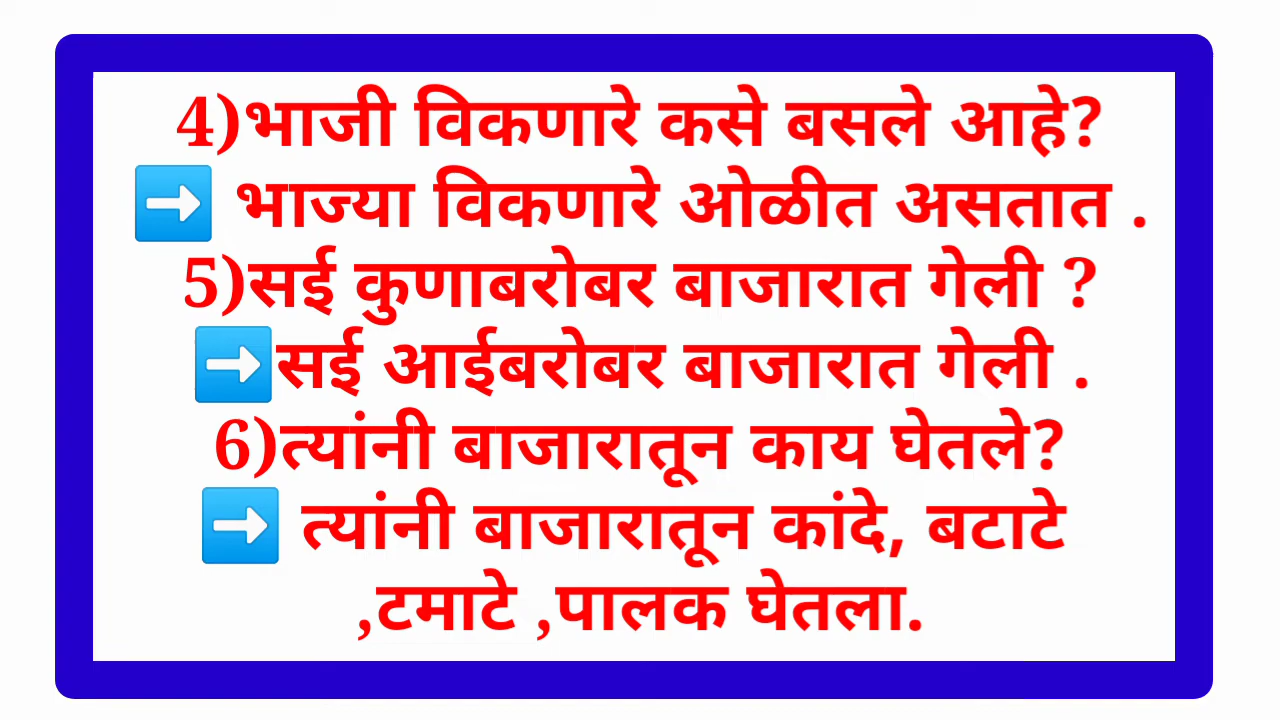 4)भाजी विकणारे कसे बसले आहे?
➡️ भाज्या विकणारे ओळीत असतात .
5)सई कुणाबरोबर बाजारात गेली ?
➡️सई आईबरोबर बाजारात गेली .
6)त्यांनी बाजारातून काय घेतले?
➡️ त्यांनी बाजारातून कांदे, बटाटे
,टमाटे ,पालक घेतला.